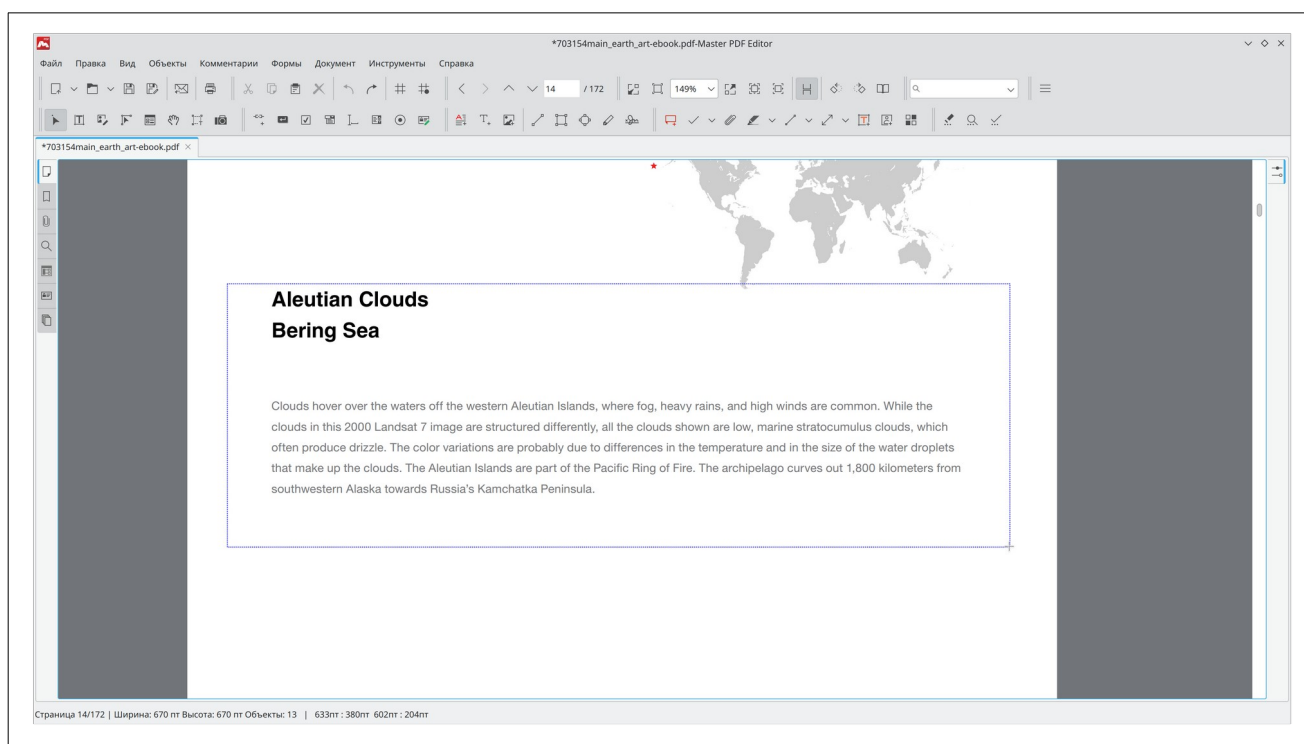 *703154main_earth_art-ebook.pdf-Master PDF Editor
Файл Правка Вид Объекты Комментарии Формы Документ Инструменты Справка
14 /172 149%
*703154main_earth_art-ebook.pdf
Aleutian Clouds
Bering Sea
Clouds hover over the waters off the western Aleutian Islands, where fog, heavy rains, and high winds are common. While the
clouds in this 2000 Landsat 7 image are structured differently, all the clouds shown are low, marine stratocumulus clouds, which
often produce drizzle. The color variations are probably due to differences in the temperature and in the size of the water droplets
that make up the clouds. The Aleutian Islands are part of the Pacific Ring of Fire. The archipelago curves out 1,800 kilometers from
southwestern Alaska towards Russia's Kamchatka Peninsula.
Страница 14/172 | Ширина: 670 пт Высота: 670 пт Объекты: 13 | 633пт : 380пт 602пт : 204пт